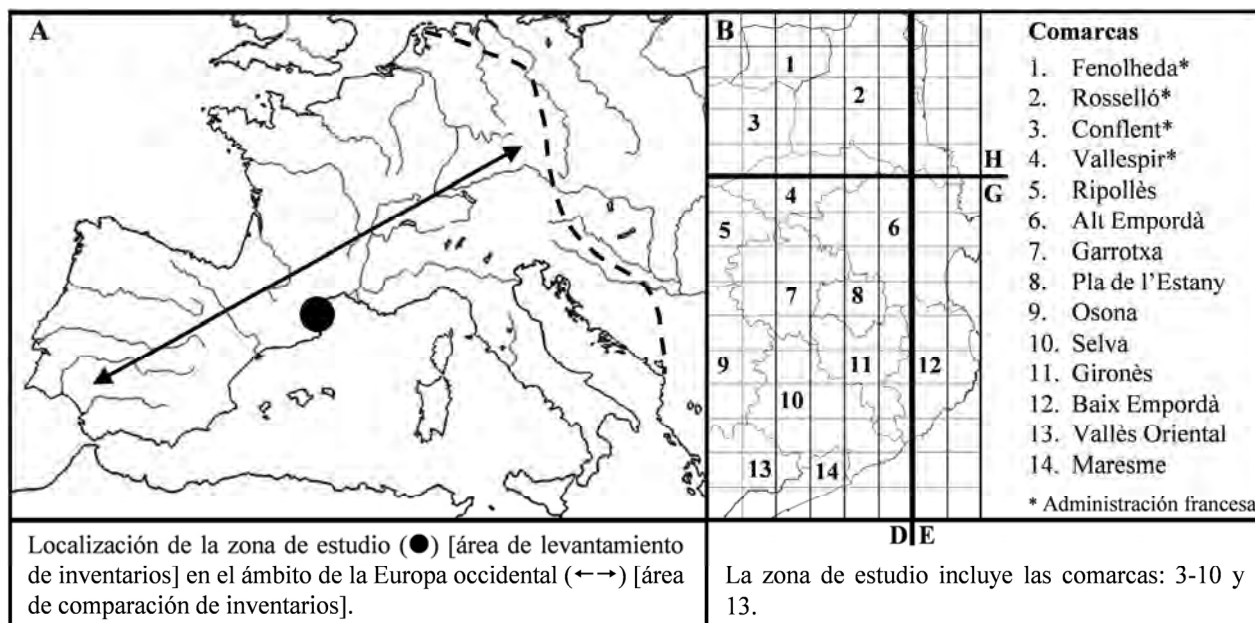 A
B
1
2
3
H
4
G
5
6
7
8
9
11
12
10
13
14
D E
Comarcas
1. Fenolheda*
2. Rosselló*
3. Conflent*
4. Vallespir*
5. Ripollès
6. Alt Empordà
7. Garrotxa
8. Pla de l’Estany
9. Osona
10. Selva
11. Gironès
12. Baix Empordà
13. Vallès Oriental
14. Maresme
* Administración francesa
Localización de la zona de estudio (●) [área de levantamiento
de inventarios] en el ámbito de la Europa occidental (←→) [área
de comparación de inventarios].
La zona de estudio incluye las comarcas: 3-10 y
13.